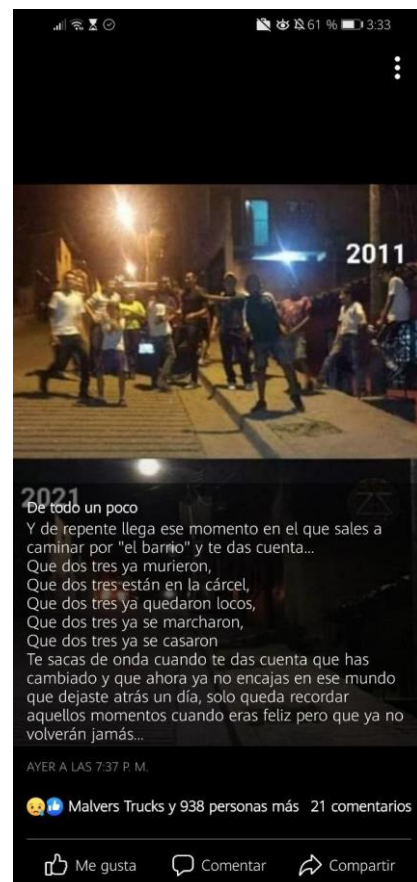 61 % 3:33
2011
2021
De todo un poco
Y de repente llega ese momento en el que sales a
caminar por "el barrio" y te das cuenta...
Que dos tres ya murieron,
Que dos tres están en la cárcel,
Que dos tres ya quedaron locos,
Que dos tres ya se marcharon,
Que dos tres ya se casaron
Te sacas de onda cuando te das cuenta que has
cambiado y que ahora ya no encajas en ese mundo
que dejaste atrás un día, solo queda recordar
aquellos momentos cuando eras feliz pero que ya no
volverán jamás...
AYER A LAS 7:37 P. M.
Malvers Trucks y 938 personas más 21 comentarios
Me gusta Comentar Compartir